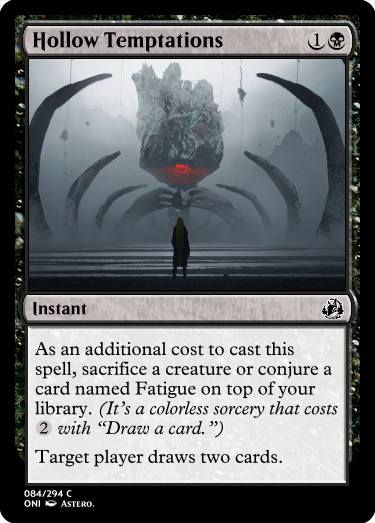 Hollow Temptations 1
Instant
As an additional cost to cast this
spell, sacrifice a creature or conjure a
card named Fatigue on top of your
library. (It's a colorless sorcery that costs
2 with “Draw a card.”)
Target player draws two cards.
084/294 C
ONI ASTERO.